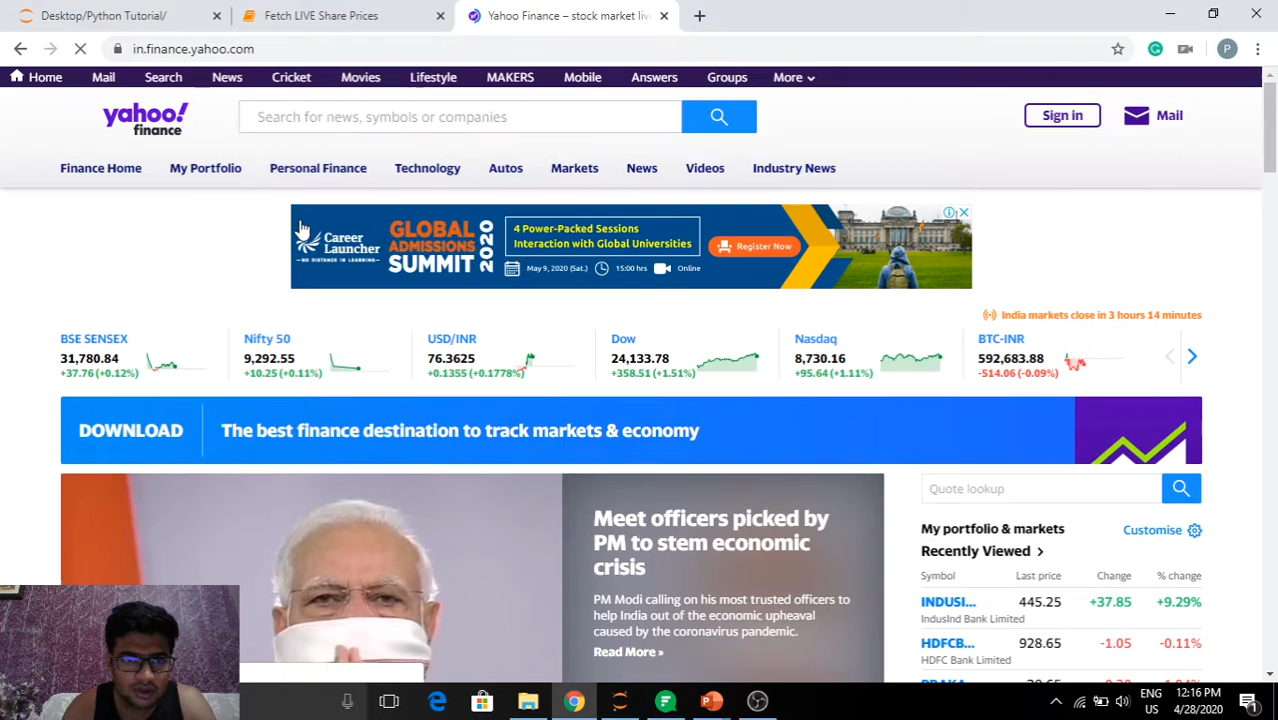 Desktop/Python Tutorial/
Fetch LIVE Share Prices
Yahoo Finance – stock market liv
in.finance.yahoo.com
P
Home Mail Search News Cricket Movies Lifestyle MAKERS Mobile Answers Groups More
yahoo!
finance
Search for news, symbols or companies
Sign in
Mail
Finance Home My Portfolio Personal Finance Technology Autos Markets News Videos Industry News
Career
Launcher
NO DISTANCE IN LEARNING
GLOBAL
ADMISSIONS
SUMMIT
2020
4 Power-Packed Sessions
Interaction with Global Universities
May 9, 2020 (Sat.) 15:00 hrs Online
Register Now
India markets close in 3 hours 14 minutes
BSE SENSEX
31,780.84
+37.76 (+0.12%)
Nifty 50
9,292.55
+10.25 (+0.11%)
USD/INR
76.3625
+0.1355 (+0.1778%)
Dow
24,133.78
+358.51 (+1.51%)
Nasdaq
8,730.16
+95.64 (+1.11%)
BTC-INR
592,683.88
-514.06 (-0.09%)
DOWNLOAD
The best finance destination to track markets & economy
Meet officers picked by
PM to stem economic
crisis
PM Modi calling on his most trusted officers to
help India out of the economic upheaval
caused by the coronavirus pandemic.
Read More »
Quote lookup
My portfolio & markets
Customise
Recently Viewed >
Symbol Last price Change % change
INDUSI... 445.25 +37.85 +9.29%
IndusInd Bank Limited
HDFCB... 928.65 -1.05 -0.11%
HDFC Bank Limited
ENG
US
12:16 PM
4/28/2020
1